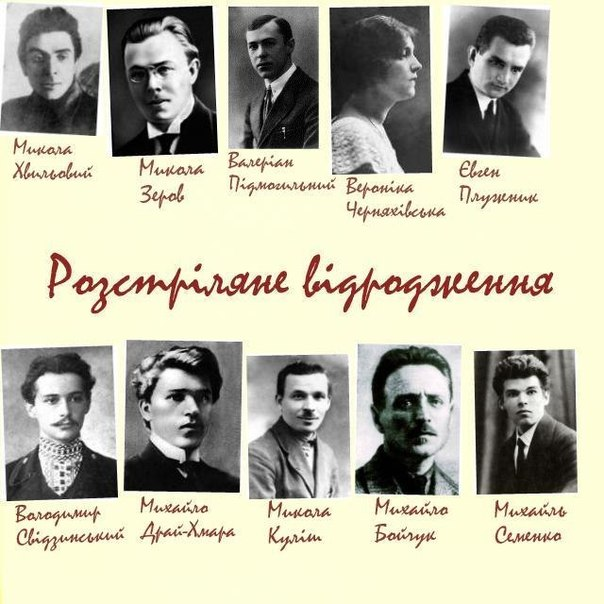 Микола
Хвильовий
Микола
Зеров
Валеріан
Підмогильний
Вероніка
Черняхівська
Євген
Плужник
Розстріляне відродження
Володимир
Свідзинський
Михайло
Драй-Хмара
Микола
Куліш
Михайло
Бойчук
Михайль
Семенко